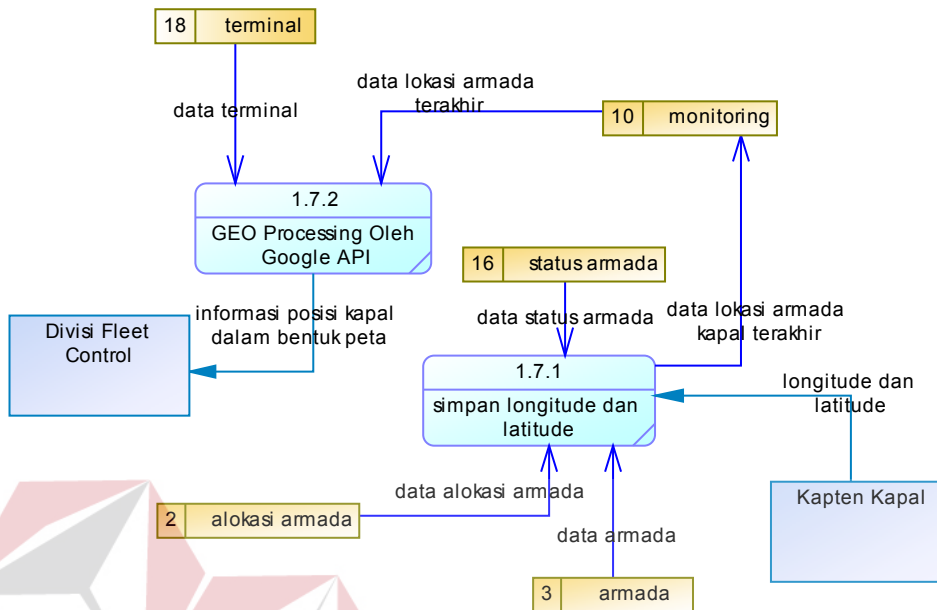 18 terminal
data terminal
data lokasi armada
terakhir
10 monitoring
1.7.2
GEO Processing Oleh
Google API
16 status armada
informasi posisi kapal
dalam bentuk peta
Divisi Fleet
Control
data status armada
data lokasi armada
kapal terakhir
1.7.1
simpan longitude dan
latitude
longitude dan
latitude
data alokasi armada
2 alokasi armada
Kapten Kapal
data armada
3 armada